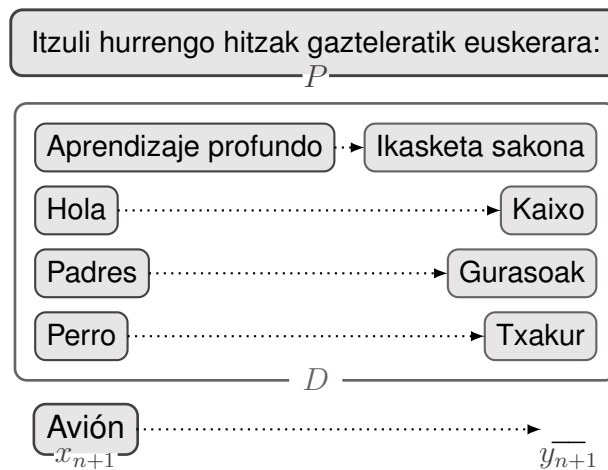 Itzuli hurrengo hitzak gazteleratik euskerara:
P
Aprendizaje profundo Ikasketa sakona
Hola Kaixo
Padres Gurasoak
Perro Txakur
D
Avión
x_{n+1} y_{n+1}